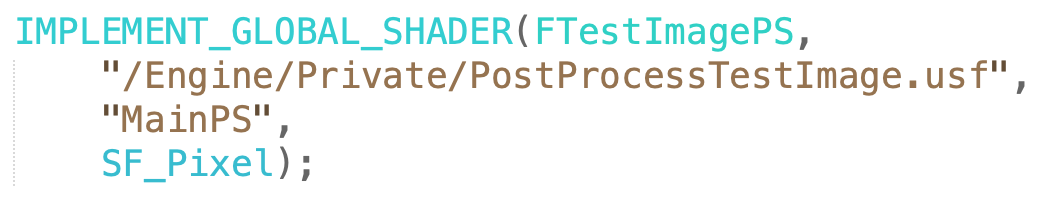 IMPLEMENT_GLOBAL_SHADER(FTestImagePS,
"/Engine/Private/PostProcessTestImage.usf",
"MainPS",
SF_Pixel);